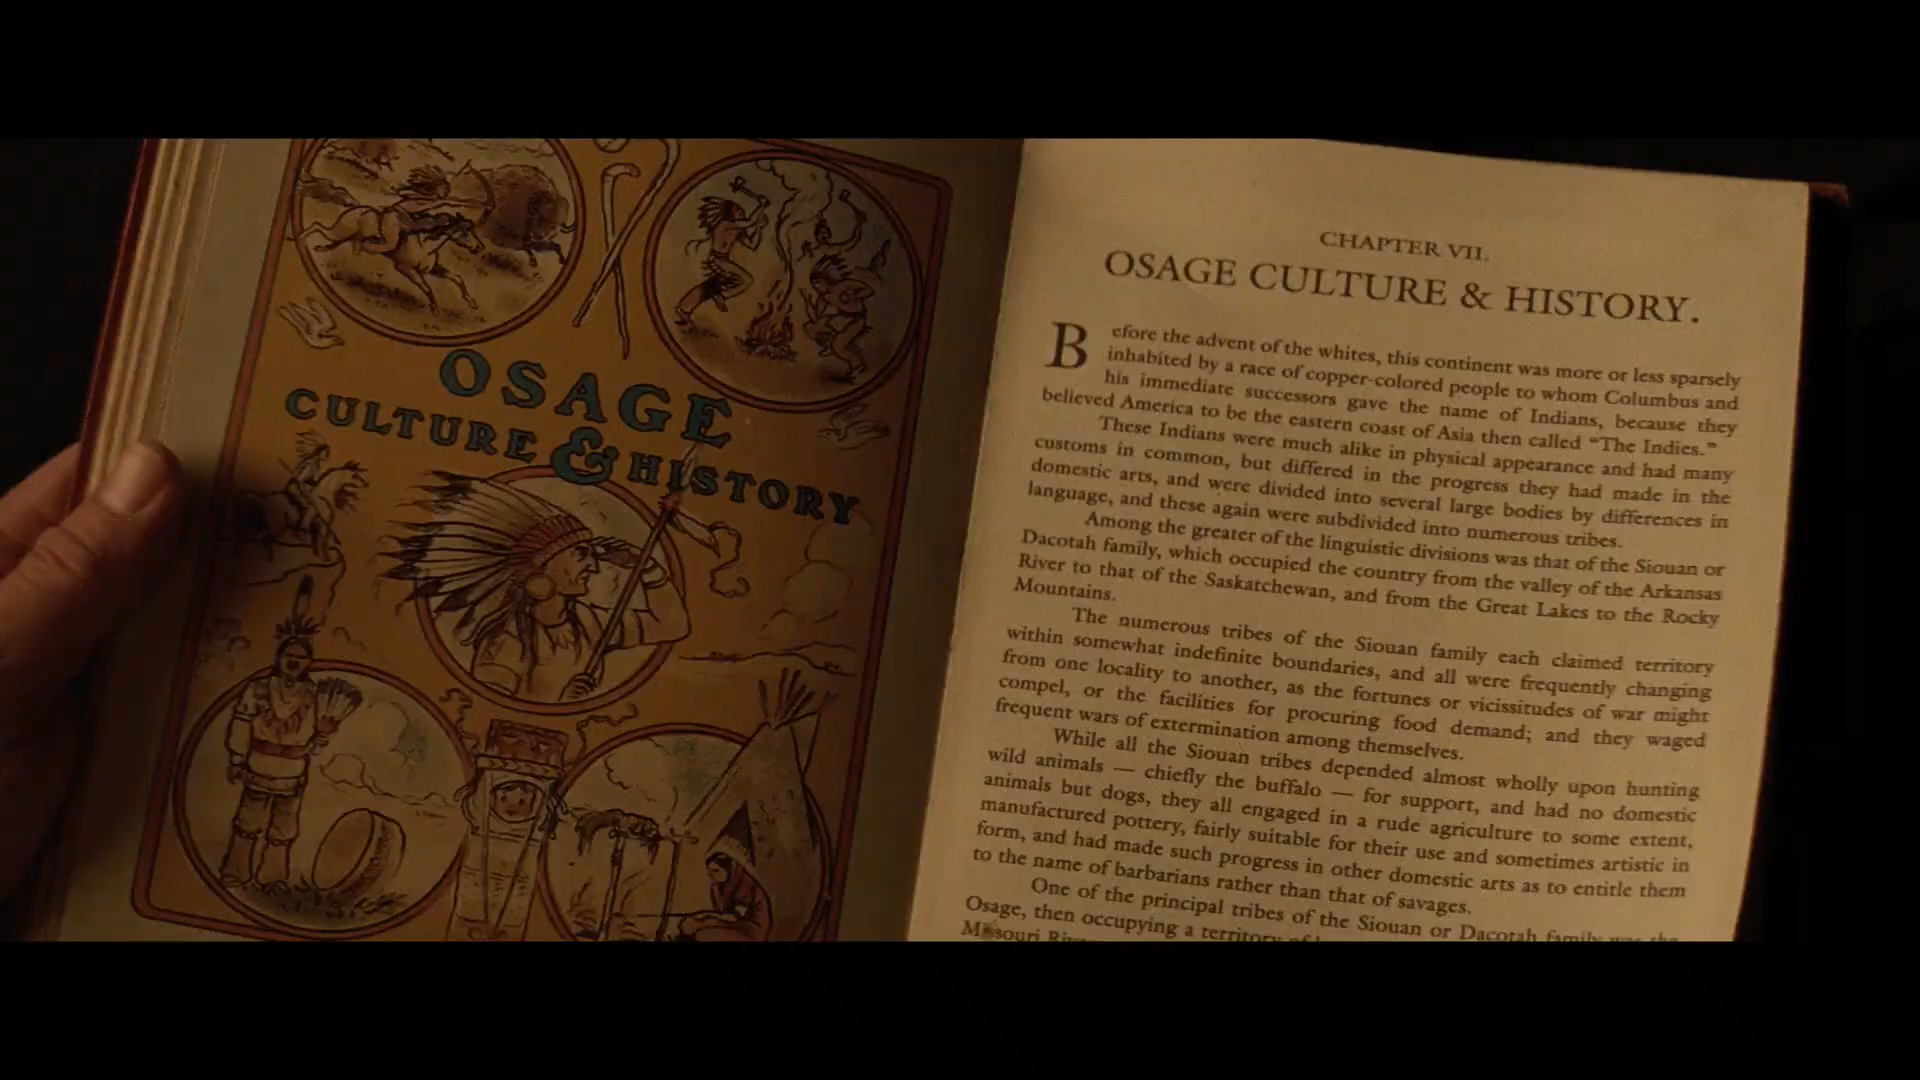 OSAGE
CULTURE & HISTORY
CHAPTER VII.
OSAGE CULTURE & HISTORY.
Before the advent of the whites, this continent was more or less sparsely
inhabited by a race of copper-colored people to whom Columbus and
his immediate successors gave the name of Indians, because they
believed America to be the eastern coast of Asia then called “The Indies.”
These Indians were much alike in physical appearance and had many
customs in common, but differed in the progress they had made in the
domestic arts, and were divided into several large bodies by differences in
language, and these again were subdivided into numerous tribes.
Among the greater of the linguistic divisions was that of the Siouan or
Dacotah family, which occupied the country from the valley of the Arkansas
River to that of the Saskatchewan, and from the Great Lakes to the Rocky
Mountains.
The numerous tribes of the Siouan family each claimed territory
within somewhat indefinite boundaries, and all were frequently changing
from one locality to another, as the fortunes or vicissitudes of war might
compel, or the facilities for procuring food demand; and they waged
frequent wars of extermination among themselves.
While all the Siouan tribes depended almost wholly upon hunting
wild animals — chiefly the buffalo — for support, and had no domestic
animals but dogs, they all engaged in a rude agriculture to some extent,
manufactured pottery, fairly suitable for their use and sometimes artistic in
form, and had made such progress in other domestic arts as to entitle them
to the name of barbarians rather than that of savages.
One of the principal tribes of the Siouan or Dacotah family was the
Osage, then occupying a territory of
Missouri